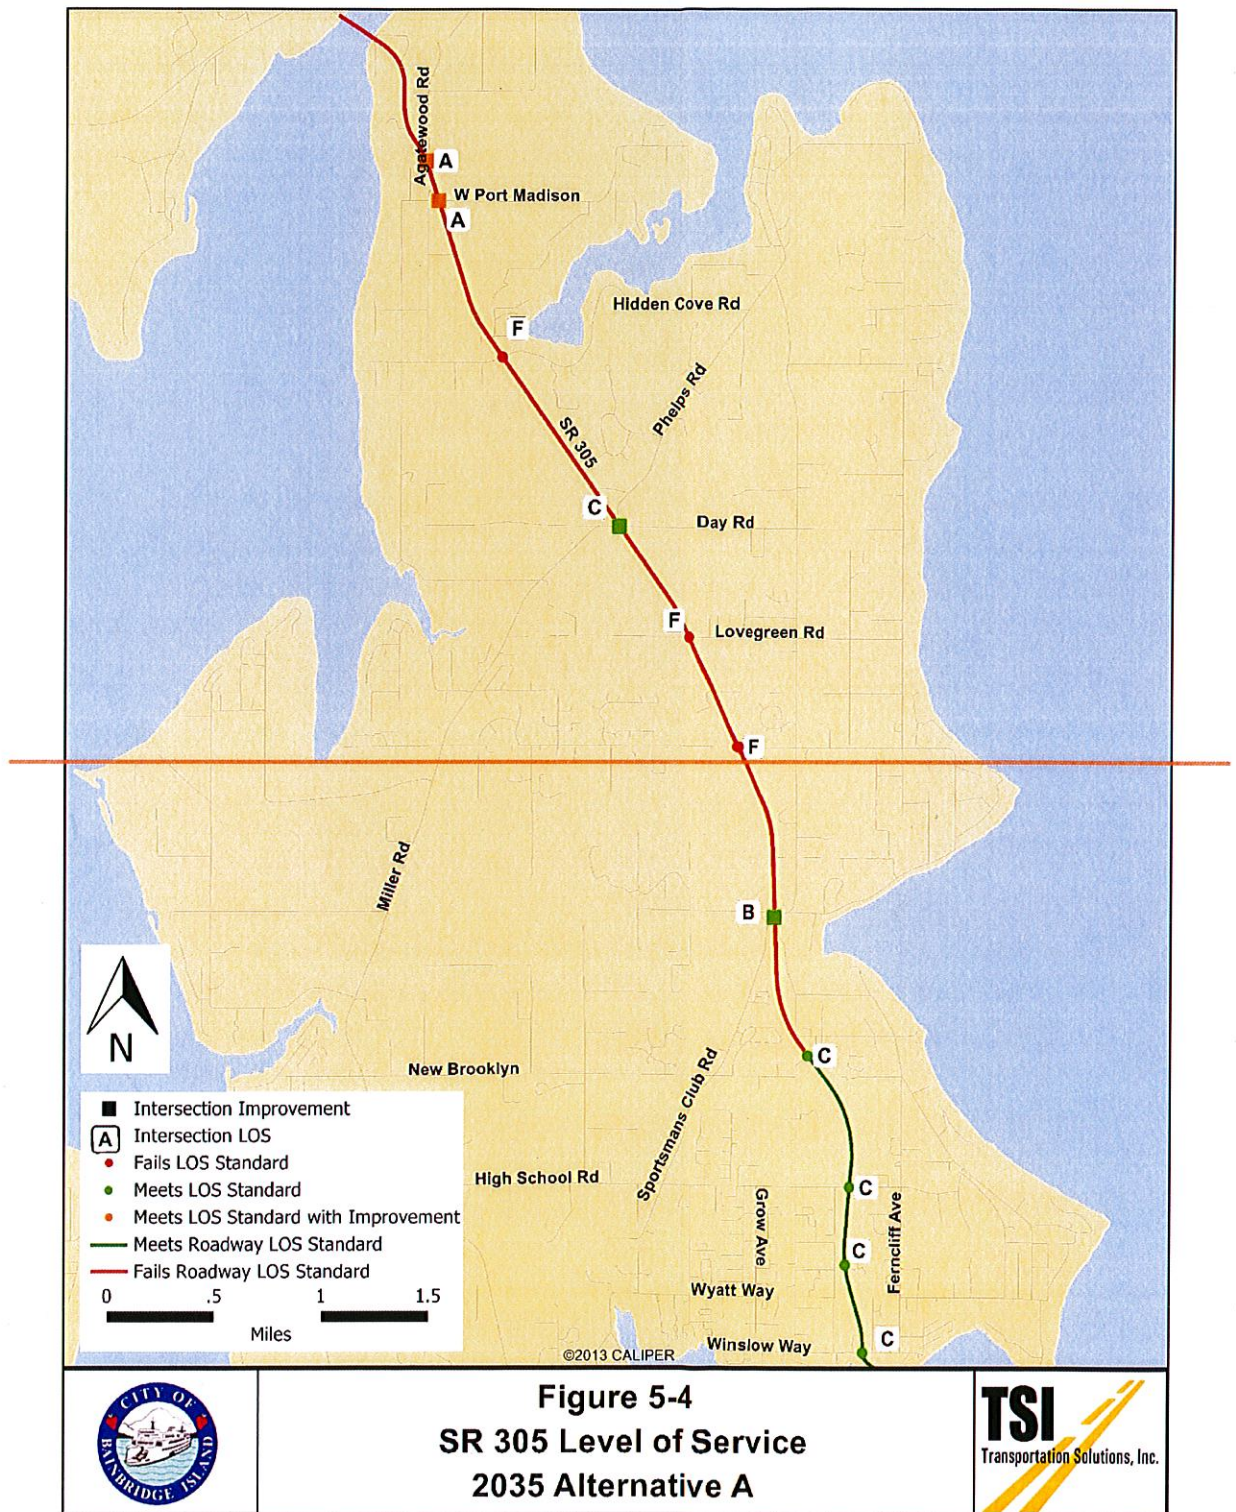 Agatewood Rd
A
W Port Madison
A
Hidden Cove Rd
F
Phelps Rd
SR 305
C
Day Rd
F
Lovegreen Rd
F
Miller Rd
B
N
C
New Brooklyn
Sportsmans Club Rd
High School Rd
C
Grow Ave
Ferncliff Ave
C
Wyatt Way
C
Winslow Way
Intersection Improvement
A Intersection LOS
Fails LOS Standard
Meets LOS Standard
Meets LOS Standard with Improvement
Meets Roadway LOS Standard
Fails Roadway LOS Standard
0 .5 1 1.5
Miles
©2013 CALIPER
CITY OF
BAINBRIDGE ISLAND
Figure 5-4
SR 305 Level of Service
2035 Alternative A
TSI
Transportation Solutions, Inc.